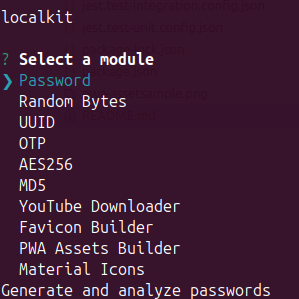 localkit
? Select a module
❯ Password
Random Bytes
UUID
OTP
AES256
MD5
YouTube Downloader
Favicon Builder
PWA Assets Builder
Material Icons
Generate and analyze passwords